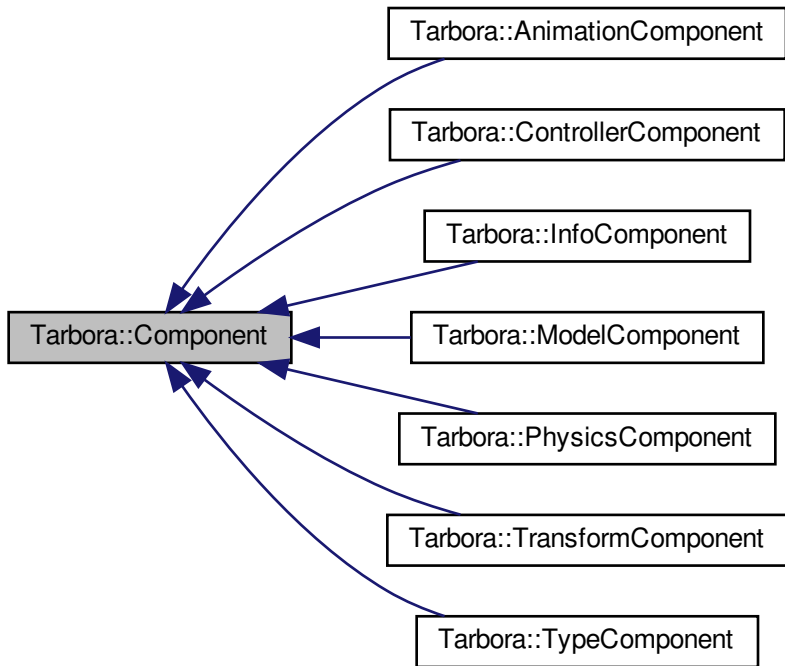 Tarbora::AnimationComponent
Tarbora::ControllerComponent
Tarbora::InfoComponent
Tarbora::Component
Tarbora::ModelComponent
Tarbora::PhysicsComponent
Tarbora::TransformComponent
Tarbora::TypeComponent